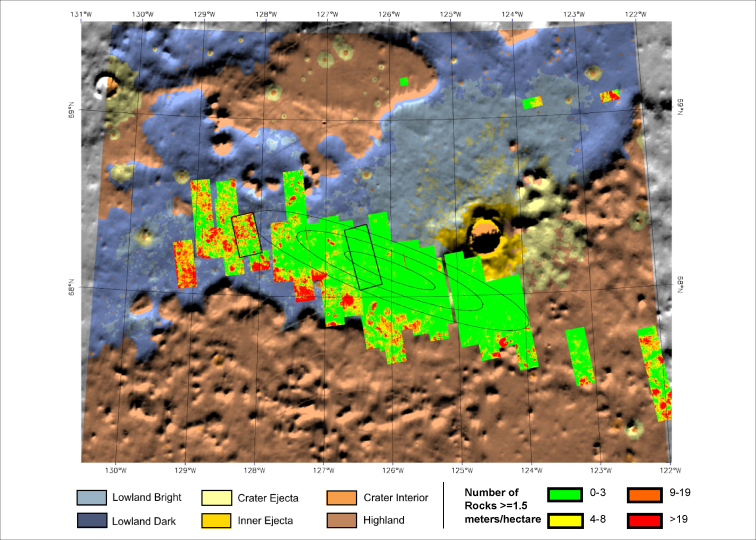 131°W 130°W 129°W 128°W 127°W 126°W 125°W 124°W 123°W 122°W
69°N 69°N
68°N 68°N
130°W 129°W 128°W 127°W 126°W 125°W 124°W 123°W 122°W
Lowland Bright Crater Ejecta Crater Interior
Lowland Dark Inner Ejecta Highland
Number of
Rocks >=1.5
meters/hectare
0-3 9-19
4-8 >19